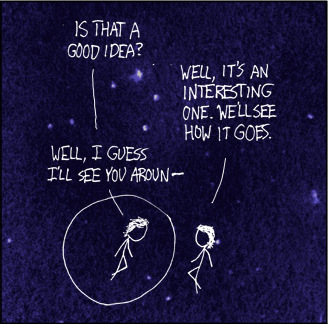 IS THAT A
GOOD IDEA?
WELL, IT'S AN
INTERESTING
ONE. WE'LL SEE
HOW IT GOES.
WELL, I GUESS
I'LL SEE YOU AROUN—